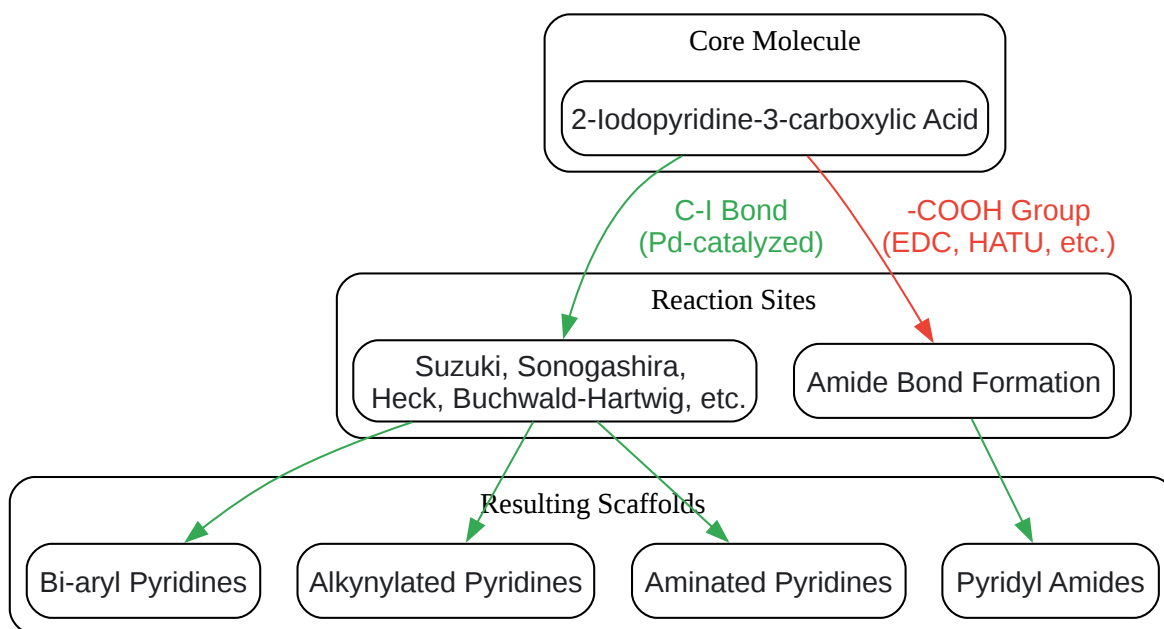 Core Molecule
2-Iodopyridine-3-carboxylic Acid
C-I Bond
(Pd-catalyzed)
-COOH Group
(EDC, HATU, etc.)
Reaction Sites
Suzuki, Sonogashira,
Heck, Buchwald-Hartwig, etc.
Amide Bond Formation
Resulting Scaffolds
Bi-aryl Pyridines
Alkynylated Pyridines
Aminated Pyridines
Pyridyl Amides